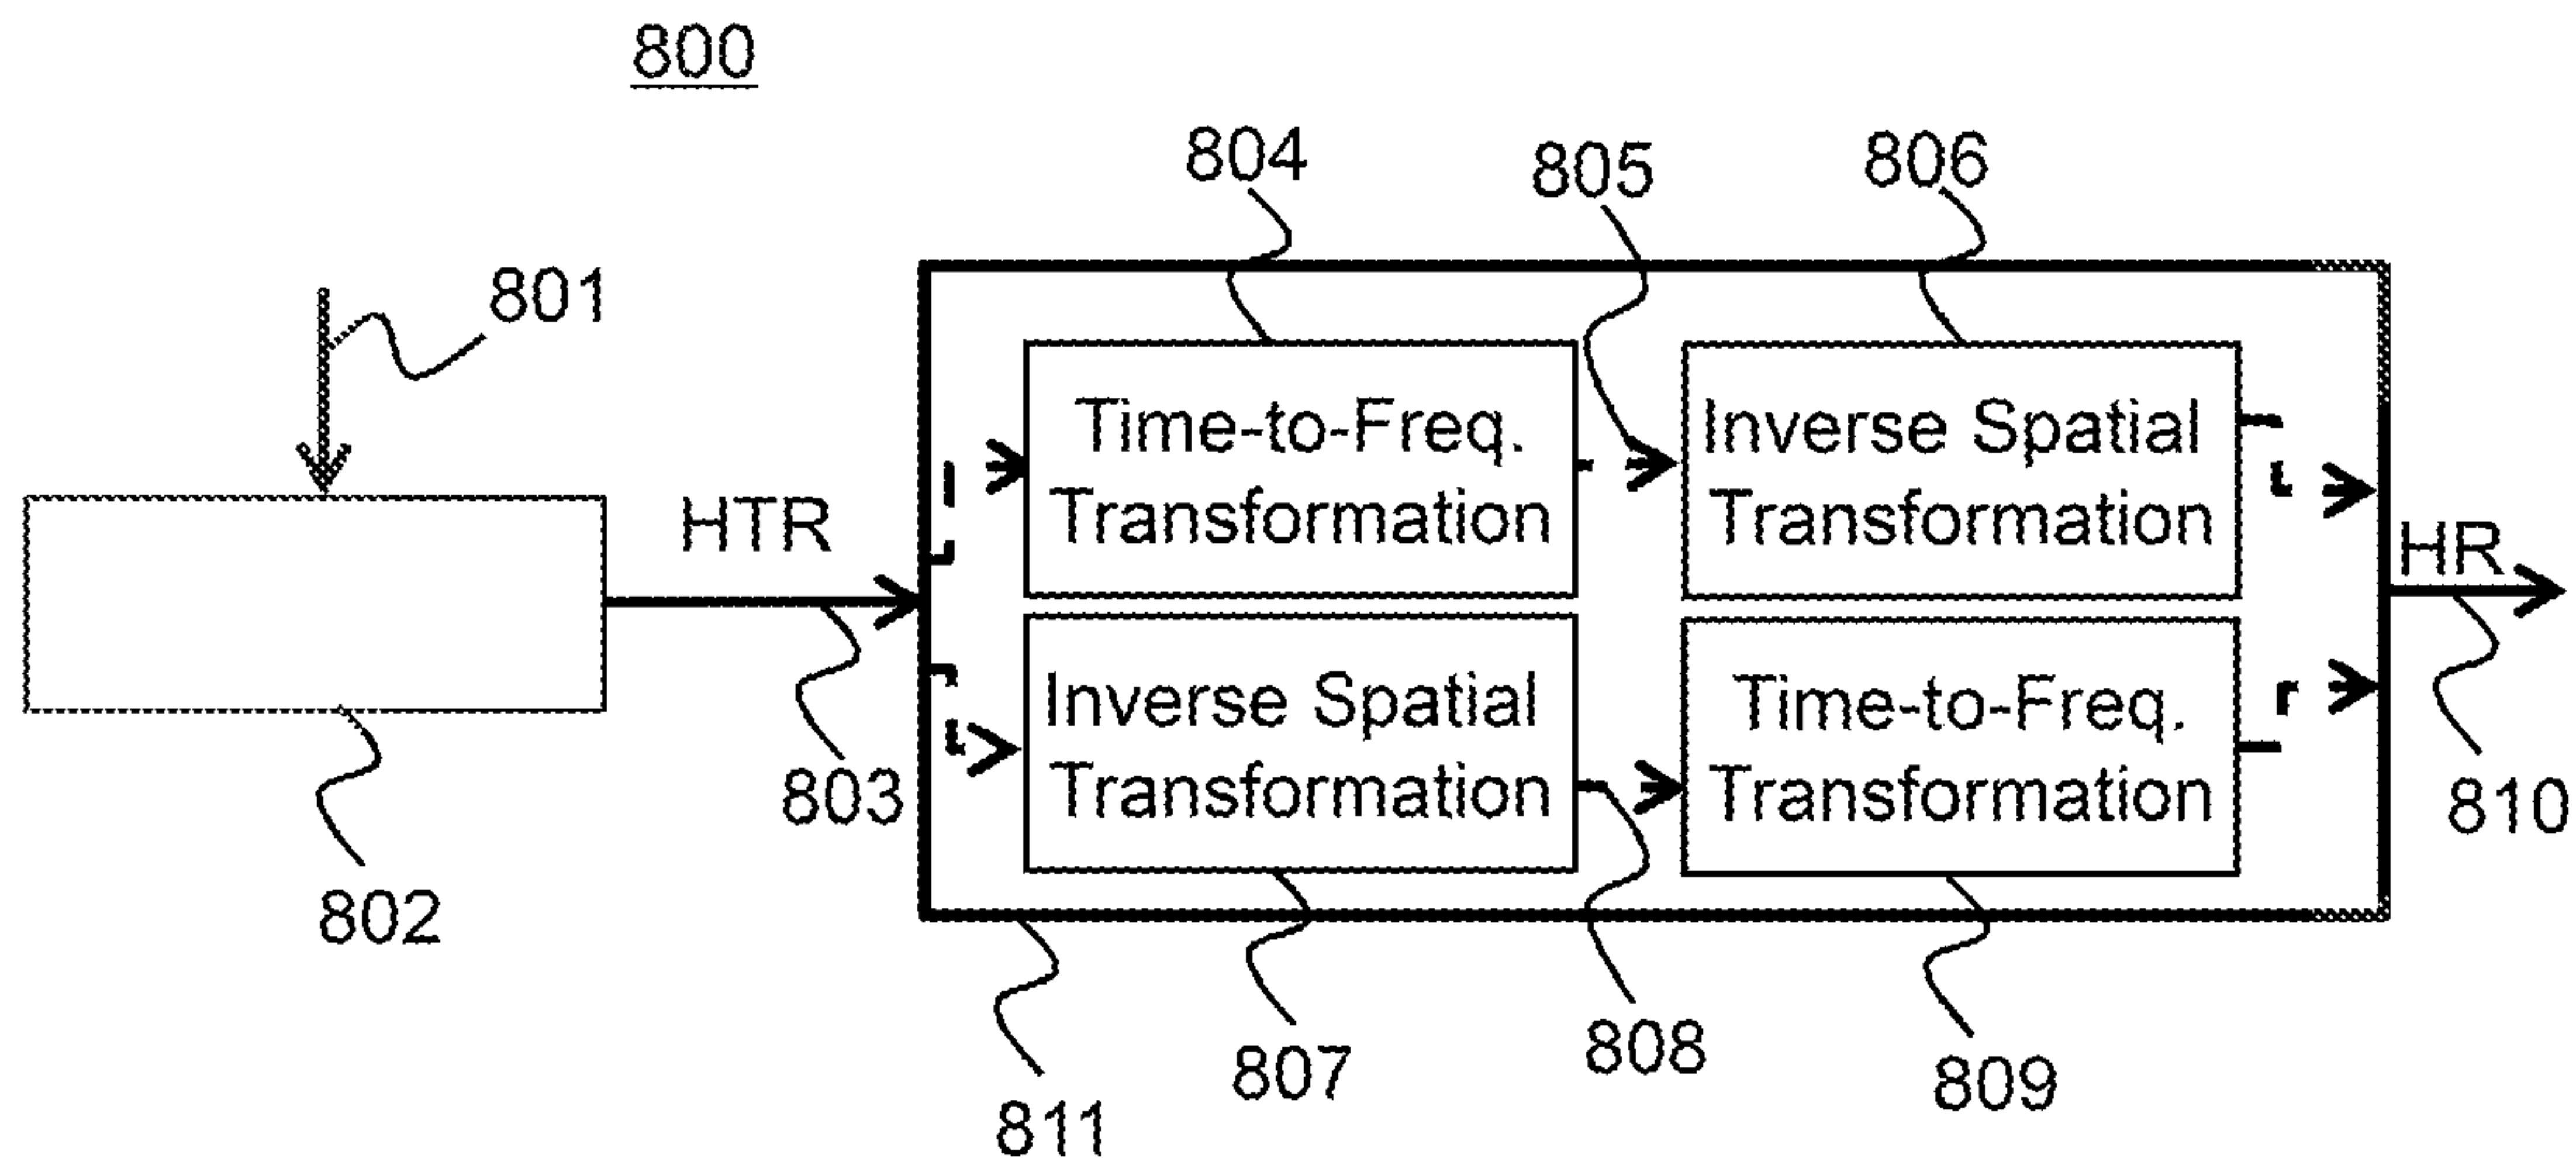 800
804
805
806
801
Time-to-Freq.
Transformation
Inverse Spatial
Transformation
HTR
HR
Inverse Spatial
Transformation
Time-to-Freq.
Transformation
803
810
802
807
808
809
811